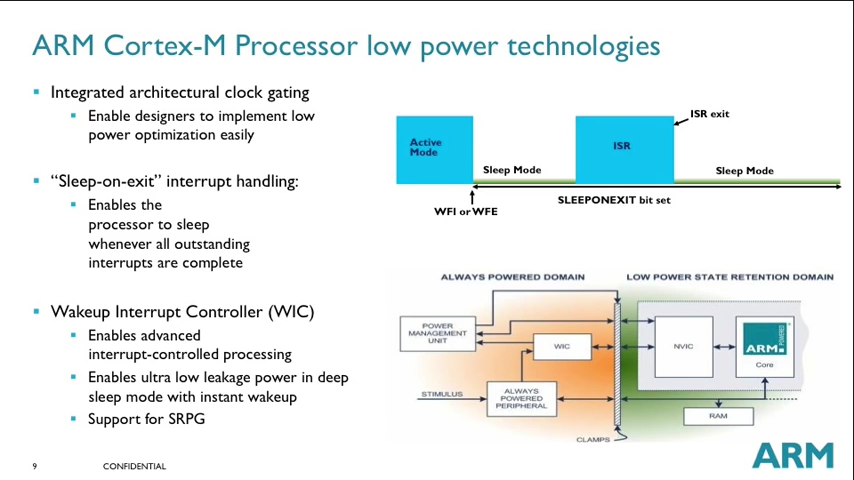 ARM Cortex-M Processor low power technologies
Integrated architectural clock gating
Enable designers to implement low
power optimization easily
“Sleep-on-exit” interrupt handling:
Enables the
processor to sleep
whenever all outstanding
interrupts are complete
Wakeup Interrupt Controller (WIC)
Enables advanced
interrupt-controlled processing
Enables ultra low leakage power in deep
sleep mode with instant wakeup
Support for SRPG
Active
Mode
Sleep Mode
ISR
ISR exit
Sleep Mode
WFI or WFE
SLEEPONEXIT bit set
ALWAYS POWERED DOMAIN
LOW POWER STATE RETENTION DOMAIN
POWER
MANAGEMENT
UNIT
WIC
NVIC
ARM
POWERED
Core
STIMULUS
ALWAYS
POWERED
PERIPHERAL
RAM
CLAMPS
9
CONFIDENTIAL
ARM